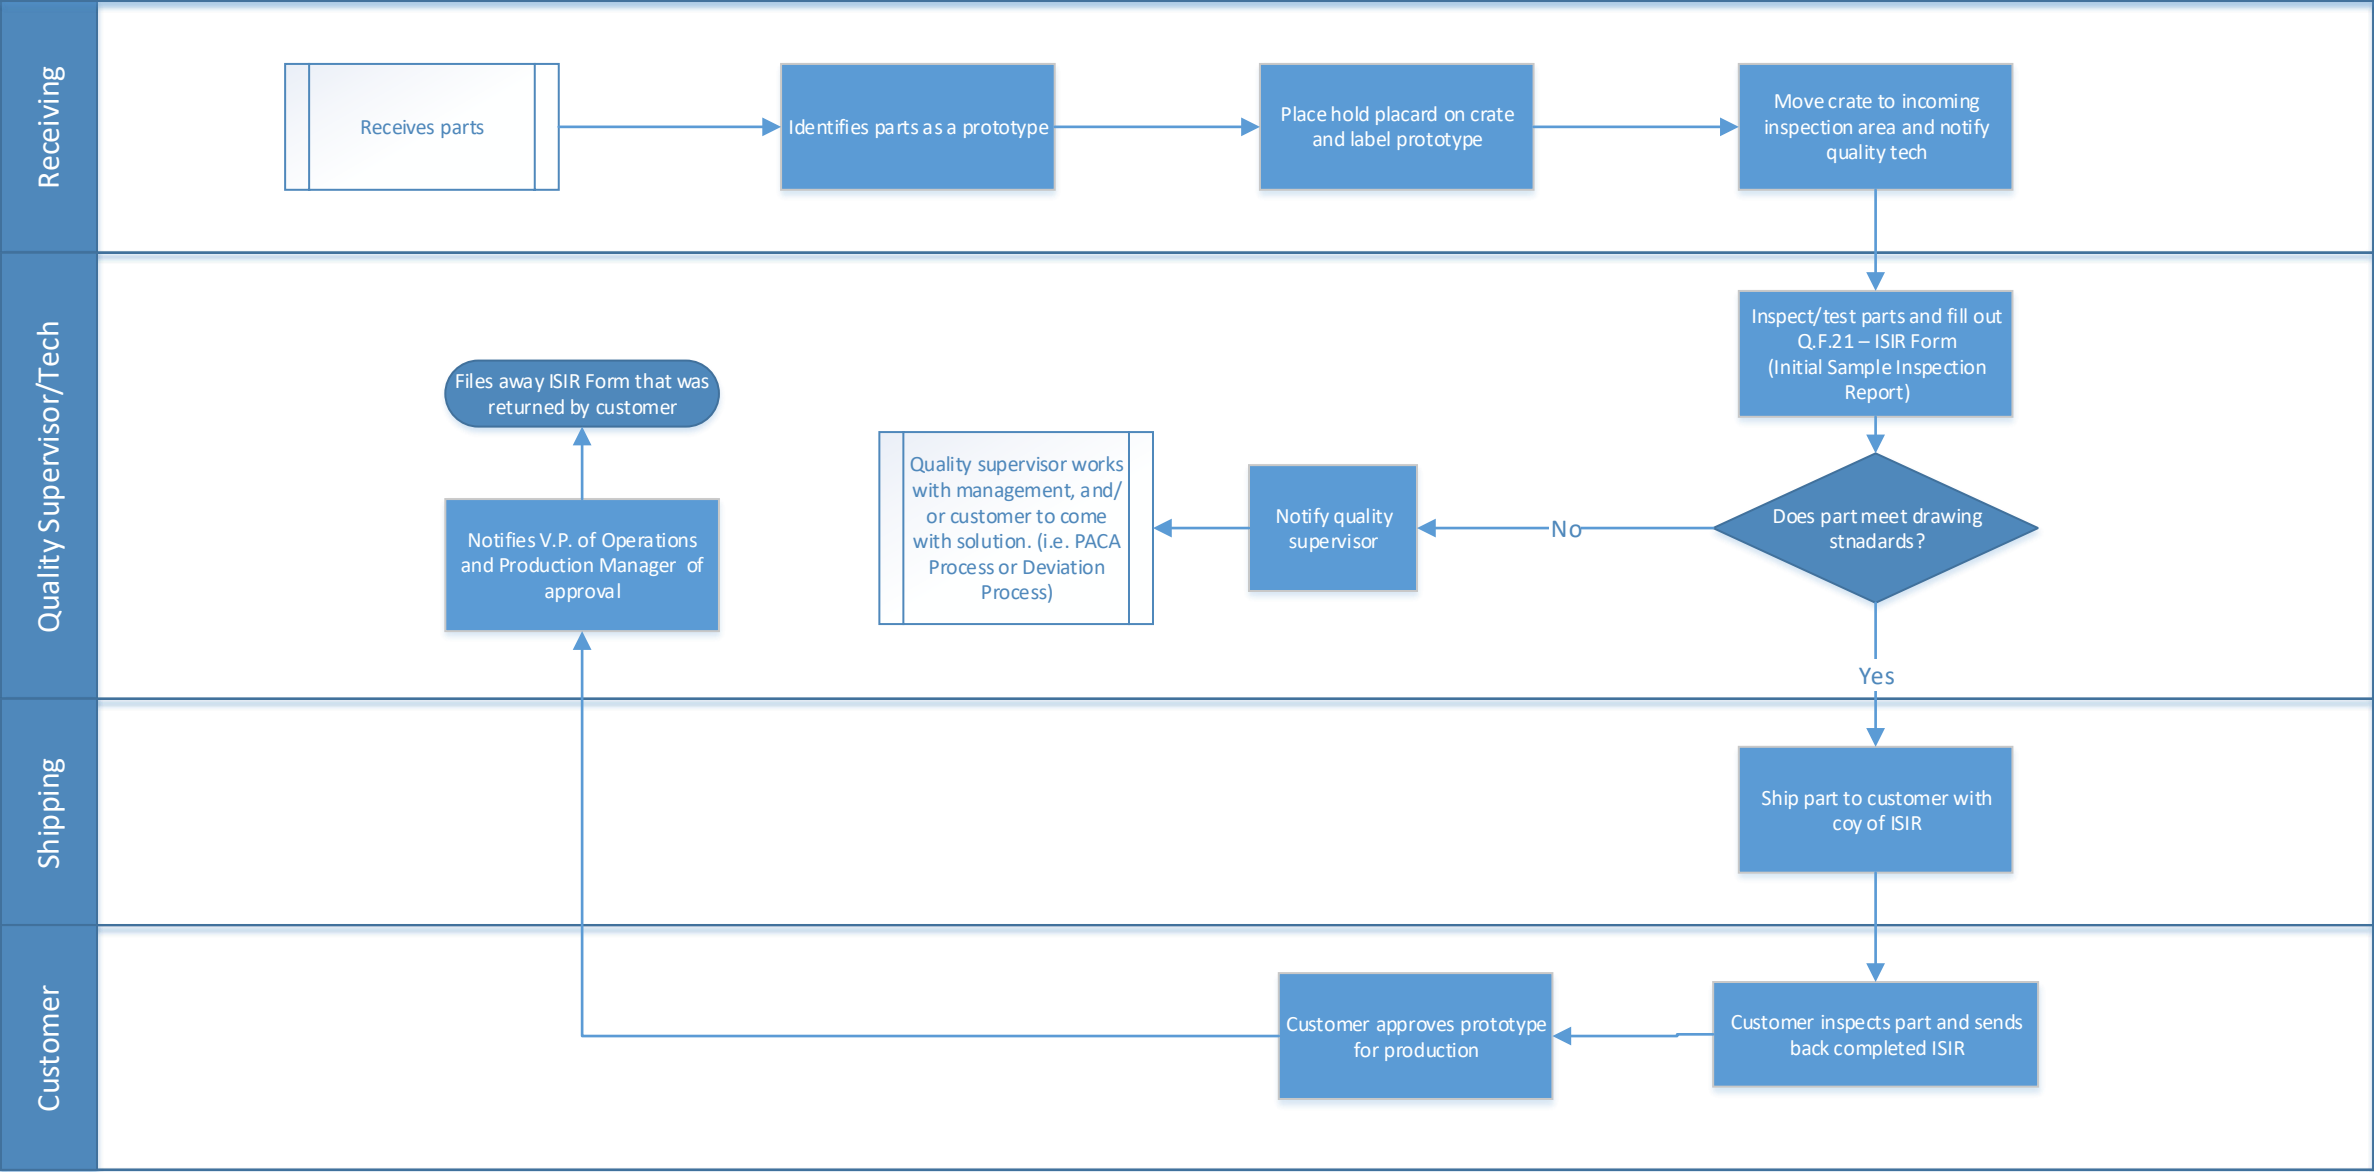 Receiving
Receives parts
Identifies parts as a prototype
Place hold placard on crate
and label prototype
Move crate to incoming
inspection area and notify
quality tech
Quality Supervisor/Tech
Inspect/test parts and fill out
Q.F.21 – ISIR Form
(Initial Sample Inspection
Report)
Does part meet drawing
stnadards?
No
Notify quality
supervisor
Quality supervisor works
with management, and/
or customer to come
with solution. (i.e. PACA
Process or Deviation
Process)
Files away ISIR Form that was
returned by customer
Notifies V.P. of Operations
and Production Manager of
approval
Yes
Shipping
Ship part to customer with
coy of ISIR
Customer
Customer inspects part and sends
back completed ISIR
Customer approves prototype
for production